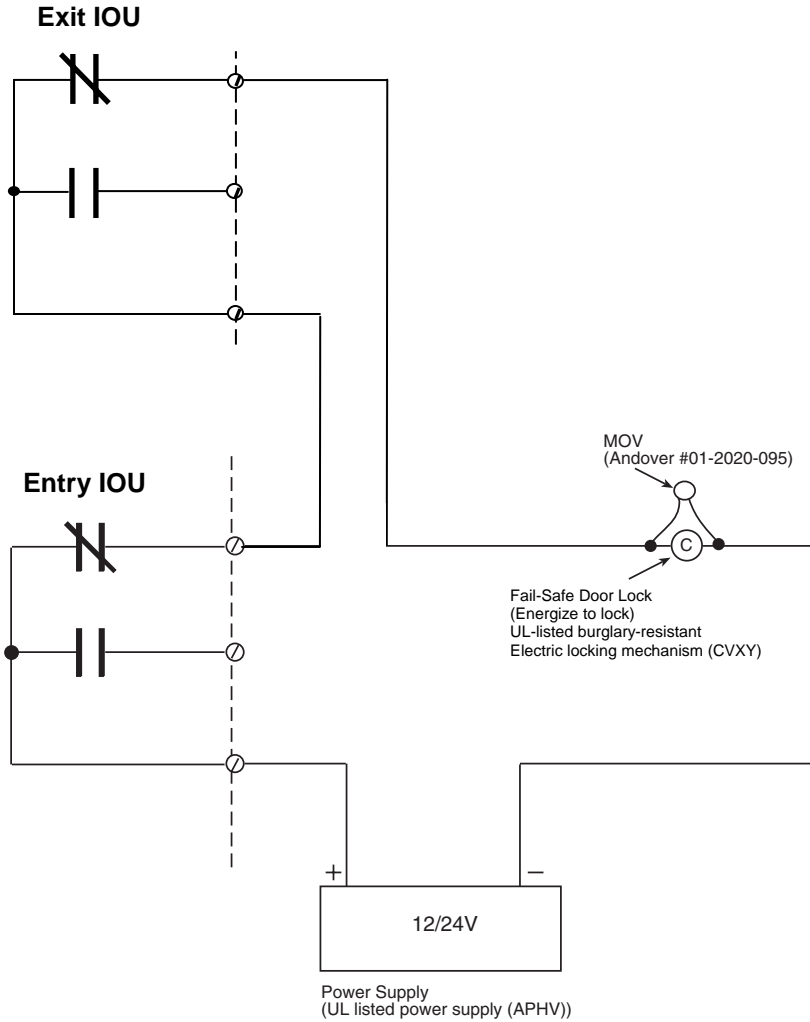 Exit IOU
MOV
(Andover #01-2020-095)
Entry IOU
C
Fail-Safe Door Lock
(Energize to lock)
UL-listed burglary-resistant
Electric locking mechanism (CVXY)
+
−
12/24V
Power Supply
(UL listed power supply (APHV))